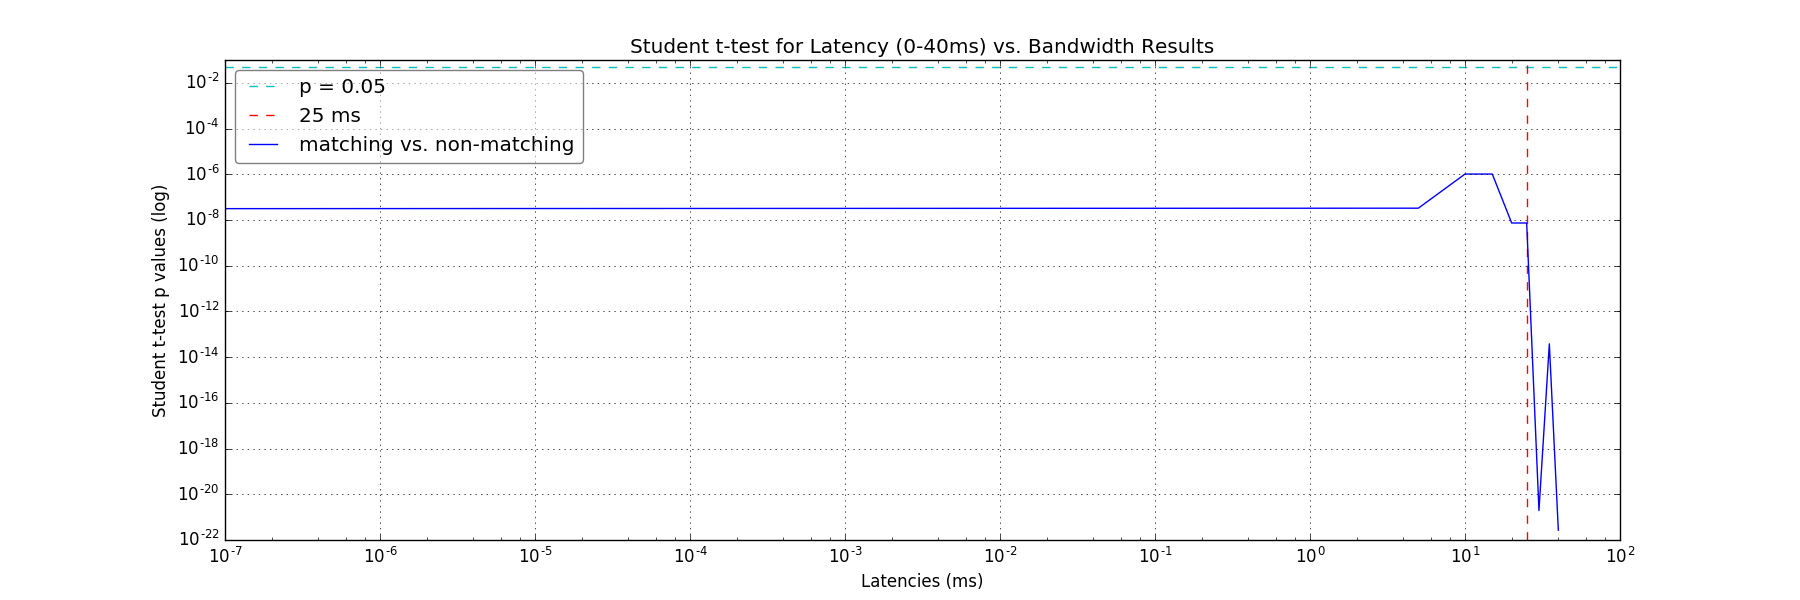 Student t-test for Latency (0-40ms) vs. Bandwidth Results
p = 0.05
25 ms
matching vs. non-matching
Student t-test p values (log)
10^-2
10^-4
10^-6
10^-8
10^-10
10^-12
10^-14
10^-16
10^-18
10^-20
10^-22
10^-7 10^-6 10^-5 10^-4 10^-3 10^-2 10^-1 10^0 10^1 10^2
Latencies (ms)